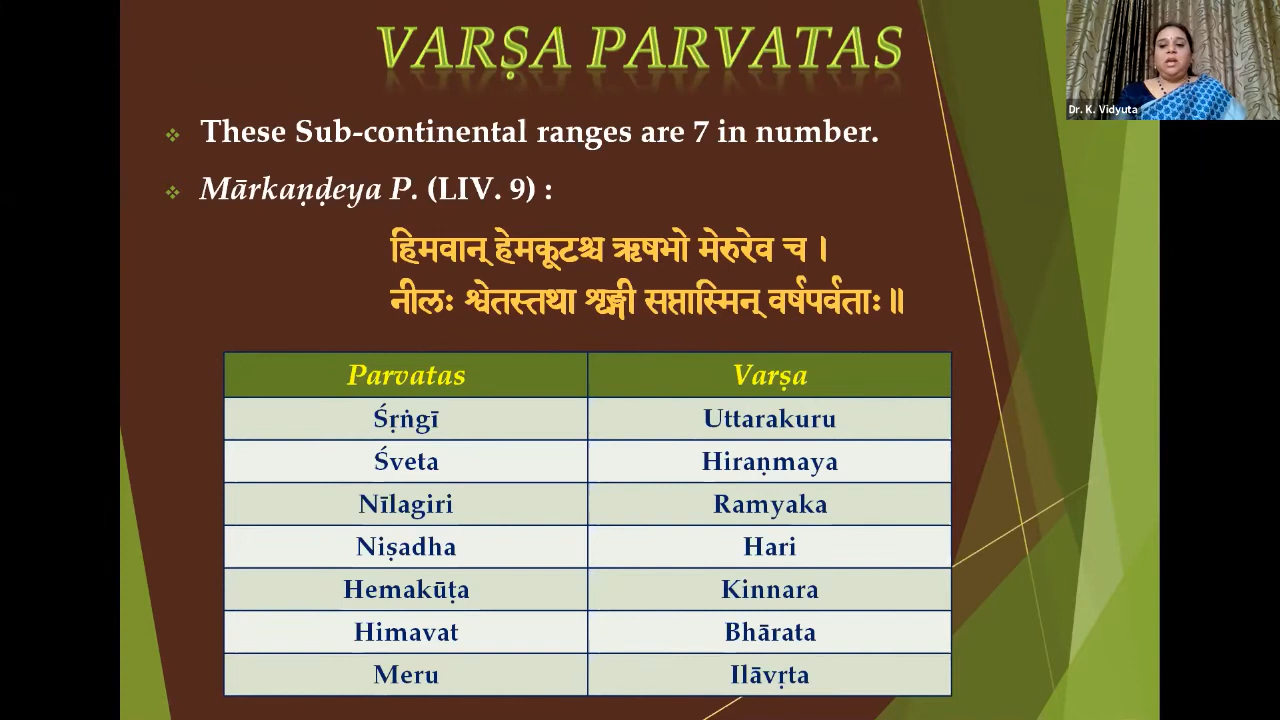 VARṢA PARVATAS
Dr. K. Vidyuta
These Sub-continental ranges are 7 in number.
Mārkaṇḍeya P. (LIV. 9) :
हिमवान् हेमकूटश्च ऋषभो मेरुरेव च ।
नीलः श्वेतस्तथा शृङ्गी सप्तास्मिन् वर्षपर्वताः ॥
Parvatas Varṣa
Śṛṅgī Uttarakuru
Śveta Hiraṇmaya
Nīlagiri Ramyaka
Niṣadha Hari
Hemakūṭa Kinnara
Himavat Bhārata
Meru Ilāvṛta